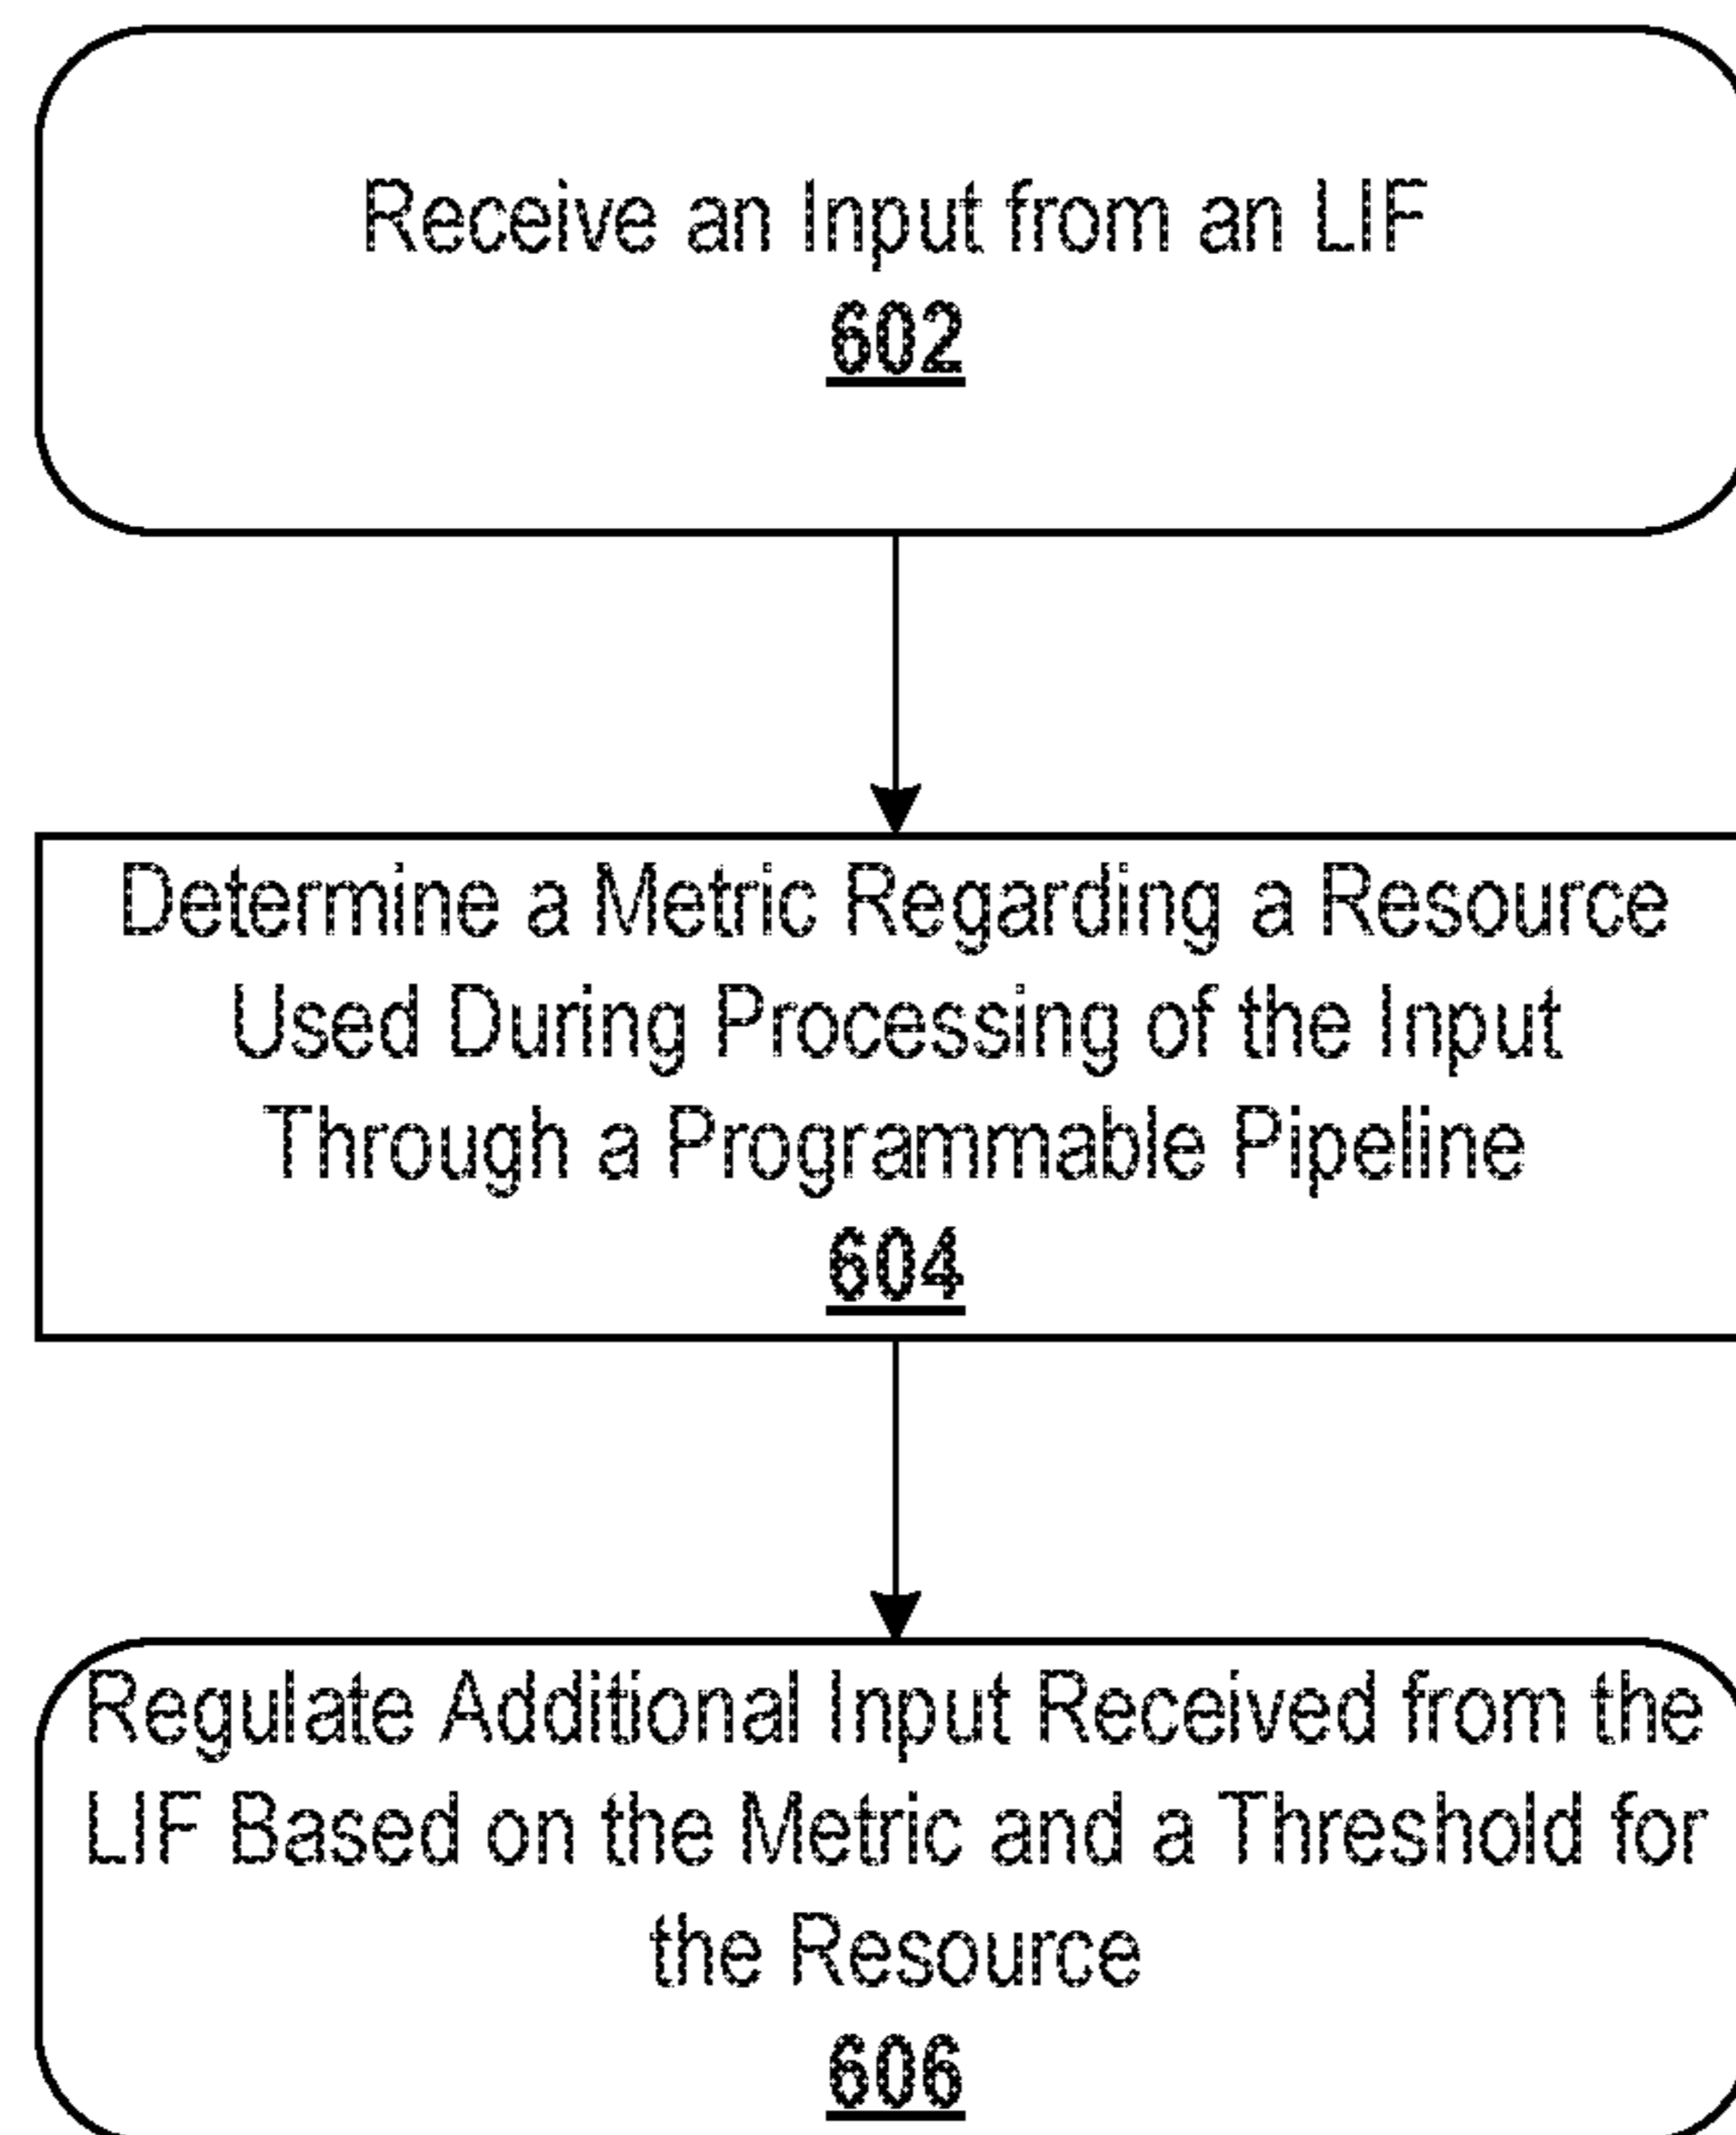 Receive an Input from an LIF
602
Determine a Metric Regarding a Resource
Used During Processing of the Input
Through a Programmable Pipeline
604
Regulate Additional Input Received from the
LIF Based on the Metric and a Threshold for
the Resource
606